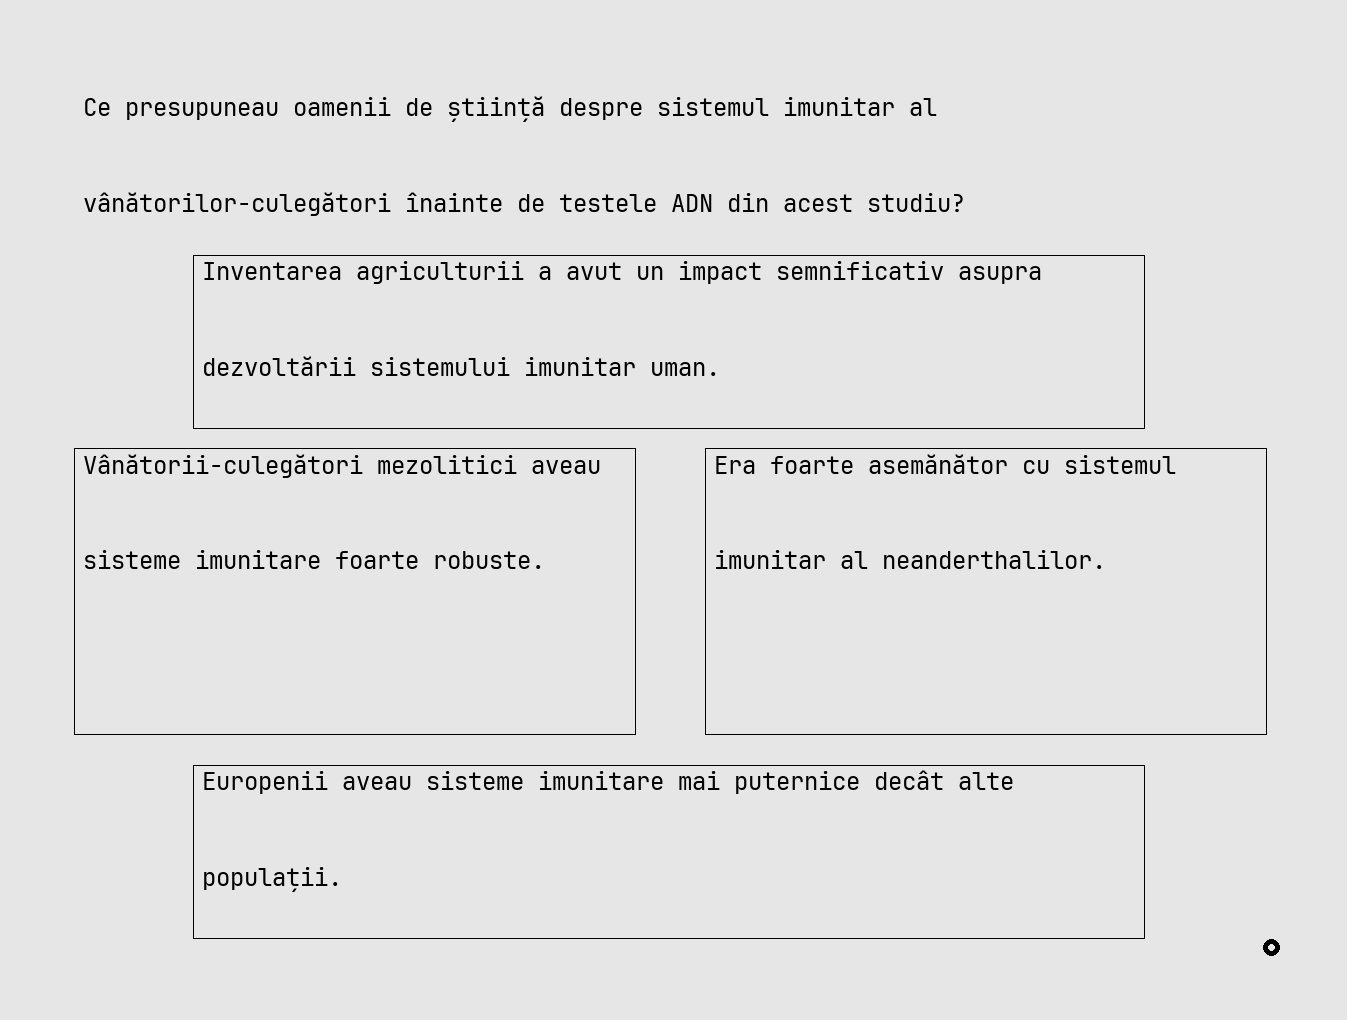 Ce presupuneau oamenii de știință despre sistemul imunitar al
vânătorilor-culegători înainte de testele ADN din acest studiu?
Inventarea agriculturii a avut un impact semnificativ asupra
dezvoltării sistemului imunitar uman.
Vânătorii-culegători mezolitici aveau
sisteme imunitare foarte robuste.
Era foarte asemănător cu sistemul
imunitar al neanderthalilor.
Europenii aveau sisteme imunitare mai puternice decât alte
populații.